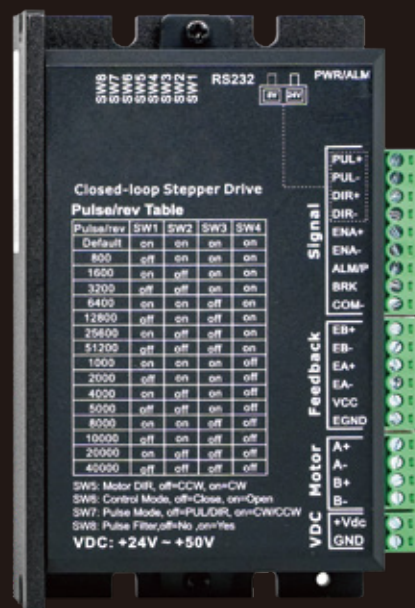 SW8
SW7
SW6
SW5
SW4
SW3
SW2
SW1
RS232
PWR/ALM
5V 24V
Closed-loop Stepper Drive
Pulse/rev Table
Pulse/rev SW1 SW2 SW3 SW4
Default on on on on
800 off on on on
1600 on off on on
3200 off off on on
6400 on on off on
12800 off on off on
25600 on off off on
51200 off off off on
1000 on on on off
2000 off on on off
4000 on off on off
5000 off off on off
8000 on on off off
10000 off on off off
20000 on off off off
40000 off off off off
SW5: Motor DIR, off=CCW, on=CW
SW6: Control Mode, off=Close, on=Open
SW7: Pulse Mode, off=PUL/DIR, on=CW/CCW
SW8: Pulse Filter,off=No ,on=Yes
VDC: +24V ~ +50V
Signal
PUL+
PUL-
DIR+
DIR-
ENA+
ENA-
ALM/P
BRK
COM-
Feedback
EB+
EB-
EA+
EA-
VCC
EGND
Motor
A+
A-
B+
B-
VDC
+Vdc
GND